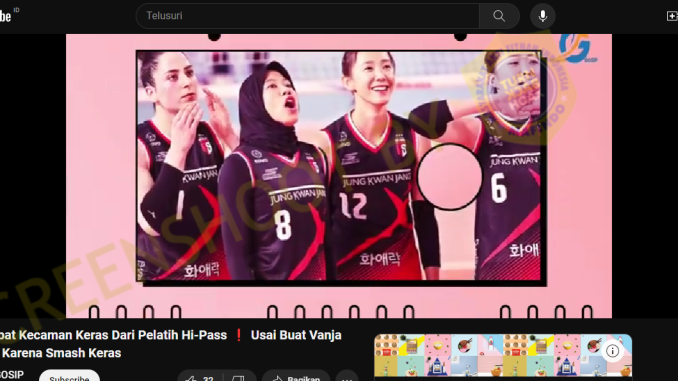 be ID
Telusuri
JUNG KWAN JANG
JUNG KWAN JANG
JUNG KWAN JANG
1
8
12
6
화애락
화애락
화애락
SCREENSHOOT BY
pat Kecaman Keras Dari Pelatih Hi-Pass ❗ Usai Buat Vanja
Karena Smash Keras
GOSIP
Subscribe
32
Bagikan